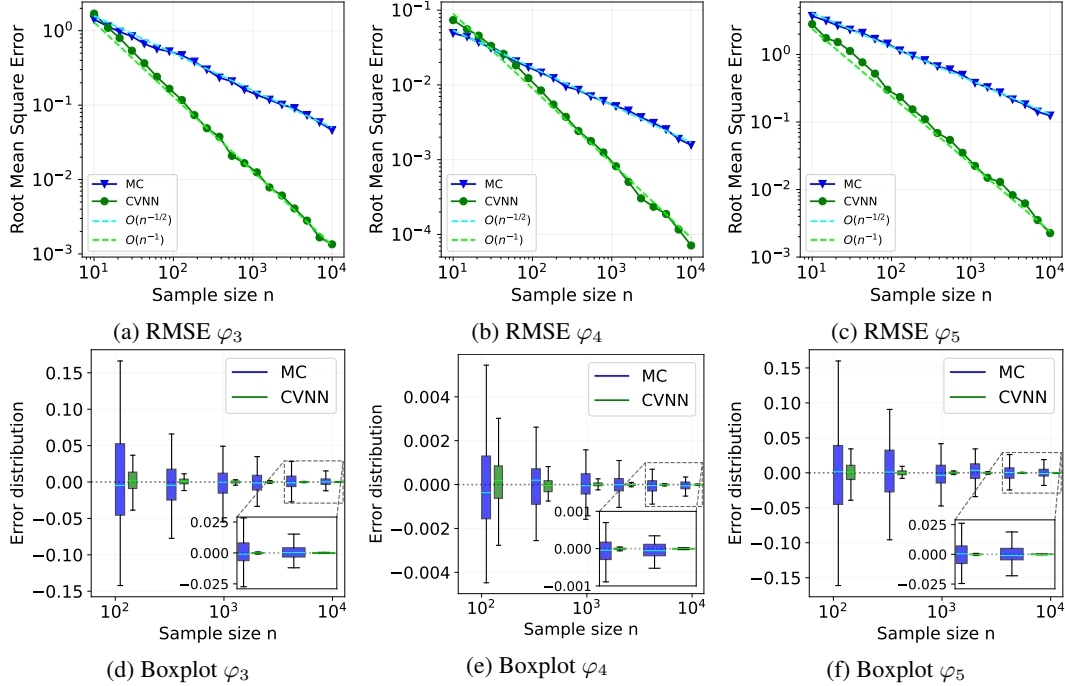 Root Mean Square Error
10^0
10^-1
10^-2
10^-3
MC
CVNN
O(n^-1/2)
O(n^-1)
10^1 10^2 10^3 10^4
Sample size n
(a) RMSE φ3
Root Mean Square Error
10^-1
10^-2
10^-3
10^-4
MC
CVNN
O(n^-1/2)
O(n^-1)
10^1 10^2 10^3 10^4
Sample size n
(b) RMSE φ4
Root Mean Square Error
10^0
10^-1
10^-2
10^-3
MC
CVNN
O(n^-1/2)
O(n^-1)
10^1 10^2 10^3 10^4
Sample size n
(c) RMSE φ5
Error distribution
0.15
0.10
0.05
0.00
−0.05
−0.10
−0.15
MC
CVNN
0.025
0.000
−0.025
10^2 10^3 10^4
Sample size n
(d) Boxplot φ3
Error distribution
0.004
0.002
0.000
−0.002
−0.004
MC
CVNN
0.001
0.000
−0.001
10^2 10^3 10^4
Sample size n
(e) Boxplot φ4
Error distribution
0.15
0.10
0.05
0.00
−0.05
−0.10
−0.15
MC
CVNN
0.025
0.000
−0.025
10^2 10^3 10^4
Sample size n
(f) Boxplot φ5